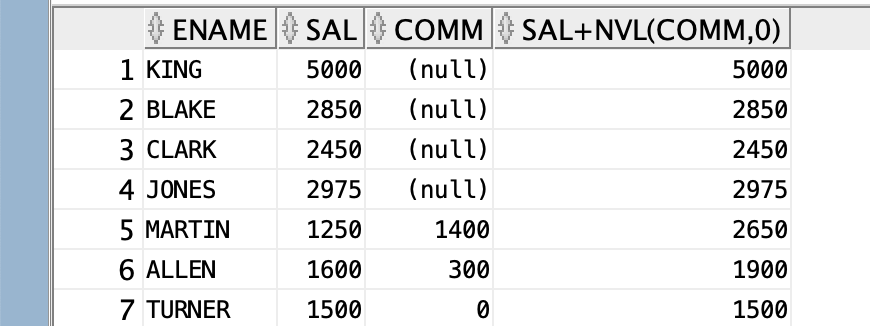 ENAME SAL COMM SAL+NVL(COMM,0)
1 KING 5000 (null) 5000
2 BLAKE 2850 (null) 2850
3 CLARK 2450 (null) 2450
4 JONES 2975 (null) 2975
5 MARTIN 1250 1400 2650
6 ALLEN 1600 300 1900
7 TURNER 1500 0 1500